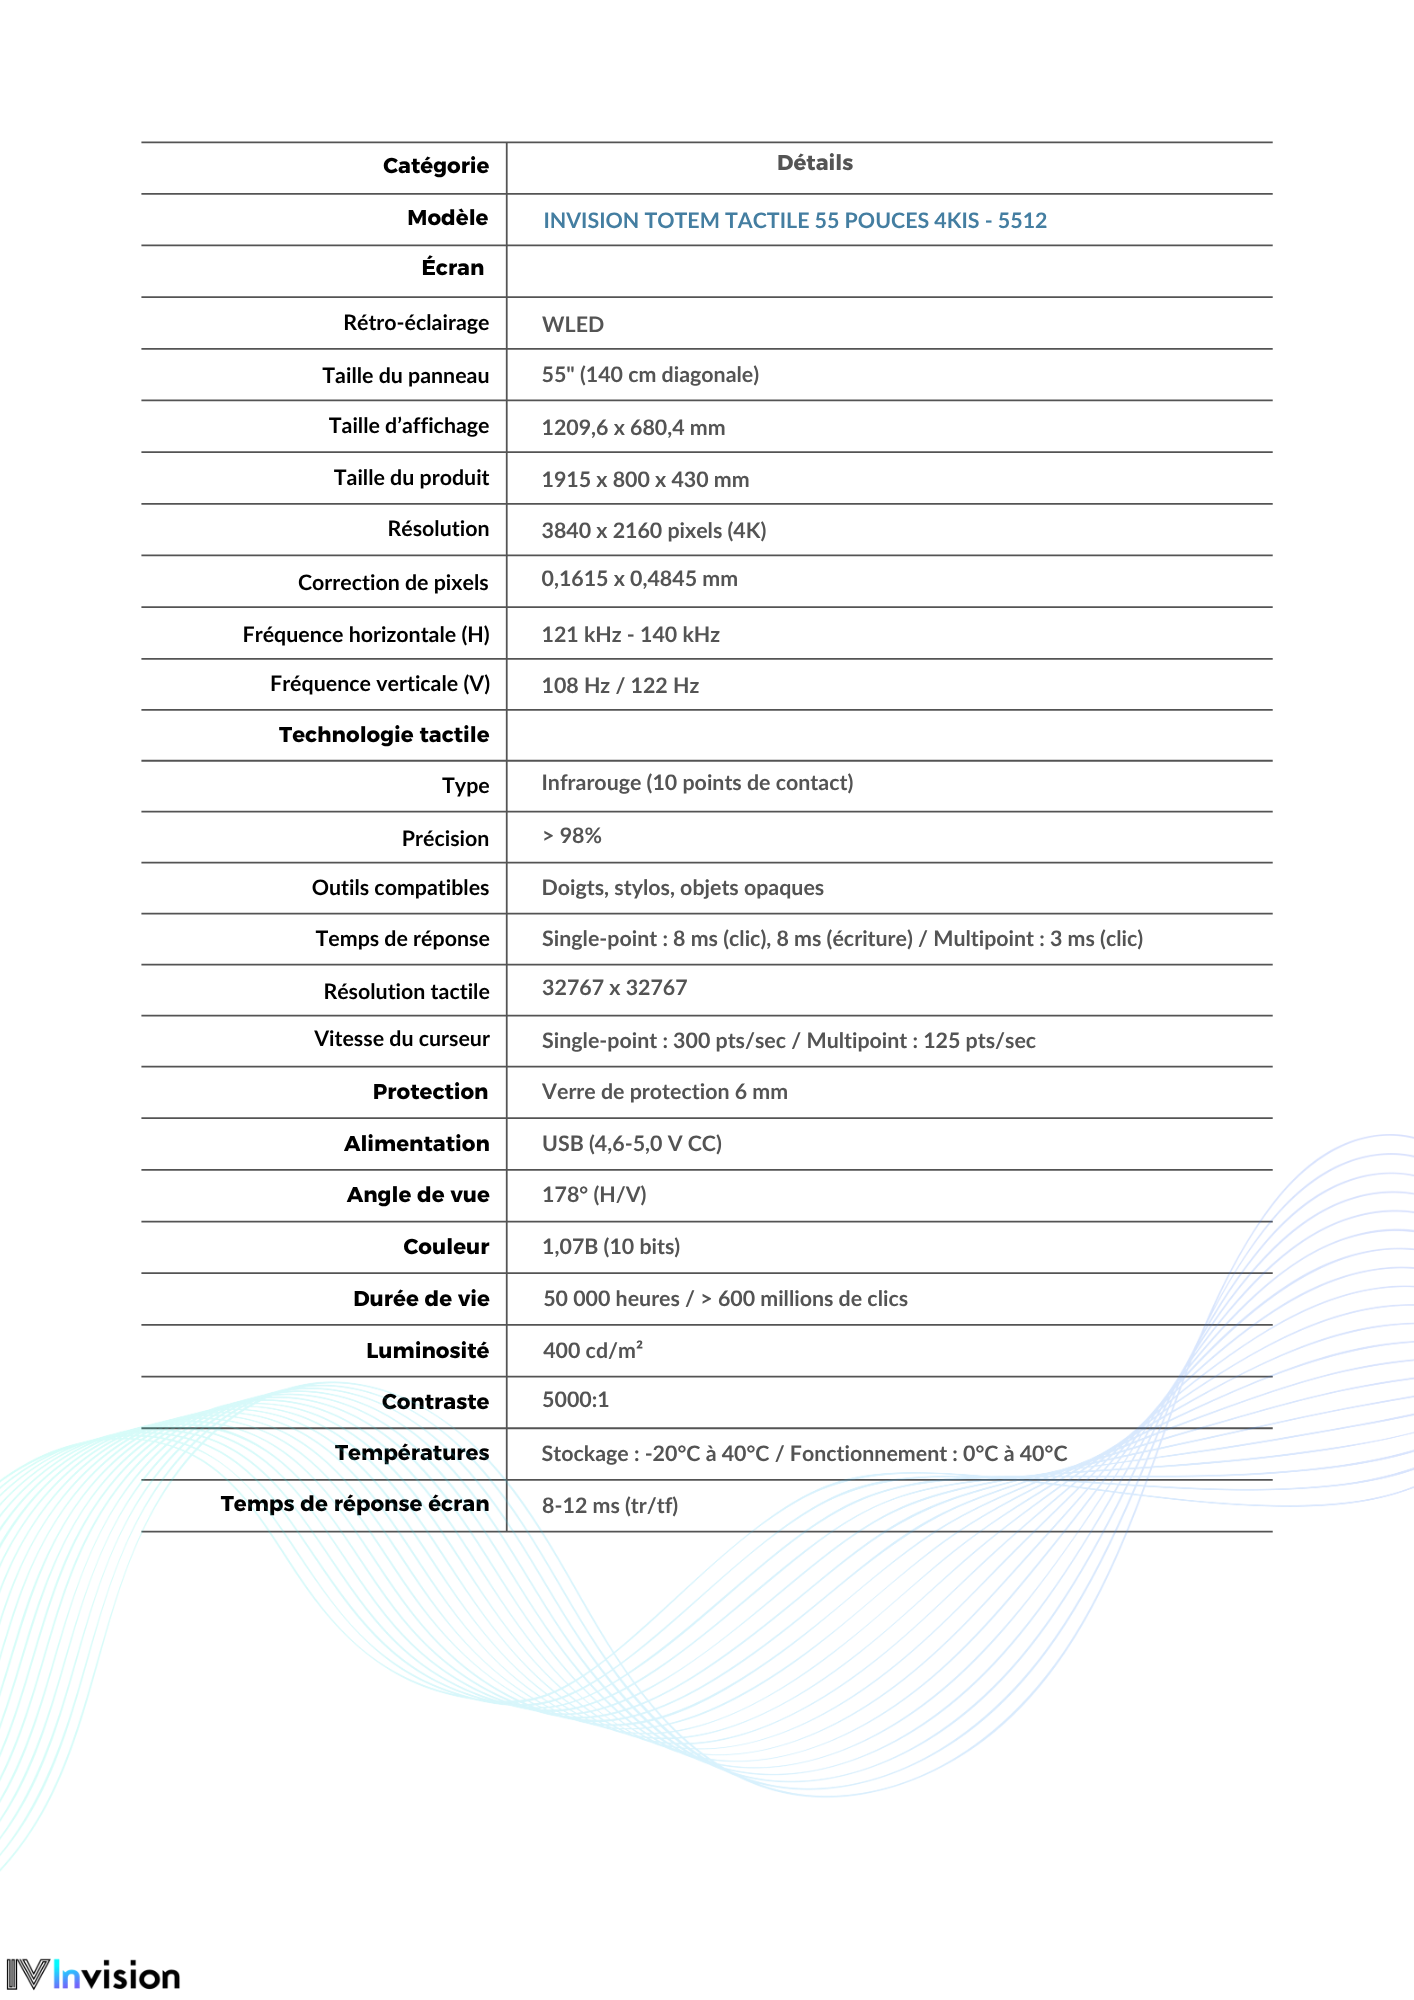 Catégorie
Détails
Modèle
INVISION TOTEM TACTILE 55 POUCES 4KIS - 5512
Écran
Rétro-éclairage
WLED
Taille du panneau
55" (140 cm diagonale)
Taille d’affichage
1209,6 x 680,4 mm
Taille du produit
1915 x 800 x 430 mm
Résolution
3840 x 2160 pixels (4K)
Correction de pixels
0,1615 x 0,4845 mm
Fréquence horizontale (H)
121 kHz - 140 kHz
Fréquence verticale (V)
108 Hz / 122 Hz
Technologie tactile
Type
Infrarouge (10 points de contact)
Précision
> 98%
Outils compatibles
Doigts, stylos, objets opaques
Temps de réponse
Single-point : 8 ms (clic), 8 ms (écriture) / Multipoint : 3 ms (clic)
Résolution tactile
32767 x 32767
Vitesse du curseur
Single-point : 300 pts/sec / Multipoint : 125 pts/sec
Protection
Verre de protection 6 mm
Alimentation
USB (4,6-5,0 V CC)
Angle de vue
178° (H/V)
Couleur
1,07B (10 bits)
Durée de vie
50 000 heures / > 600 millions de clics
Luminosité
400 cd/m²
Contraste
5000:1
Températures
Stockage : -20°C à 40°C / Fonctionnement : 0°C à 40°C
Temps de réponse écran
8-12 ms (tr/tf)
IV Invision